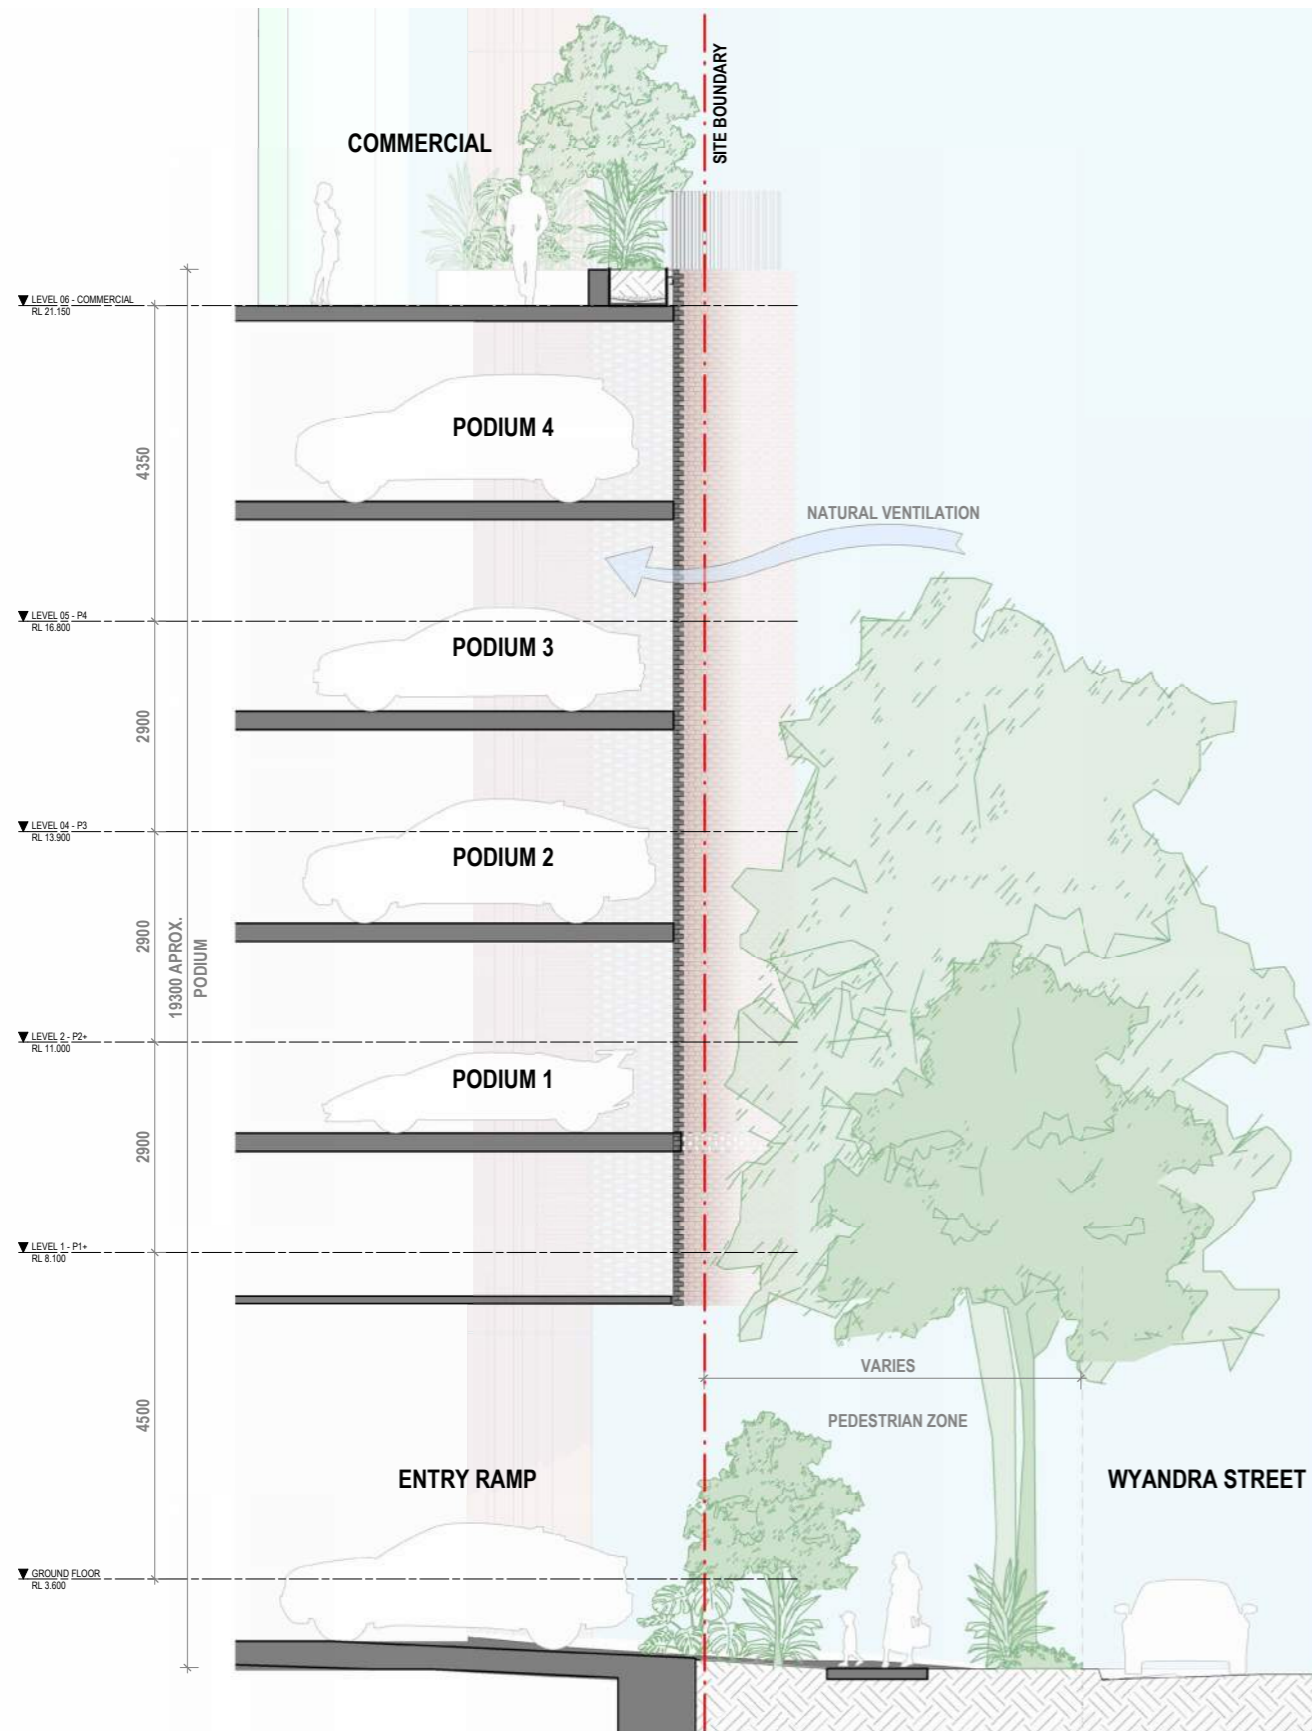 SITE BOUNDARY
COMMERCIAL
LEVEL 06 - COMMERCIAL
RL 21.150
PODIUM 4
4350
NATURAL VENTILATION
LEVEL 05 - P4
RL 16.800
PODIUM 3
2900
LEVEL 04 - P3
RL 13.900
PODIUM 2
2900
19300 APROX.
PODIUM
LEVEL 2 - P2+
RL 11.000
PODIUM 1
2900
LEVEL 1 - P1+
RL 8.100
VARIES
4500
PEDESTRIAN ZONE
ENTRY RAMP
WYANDRA STREET
GROUND FLOOR
RL 3.600